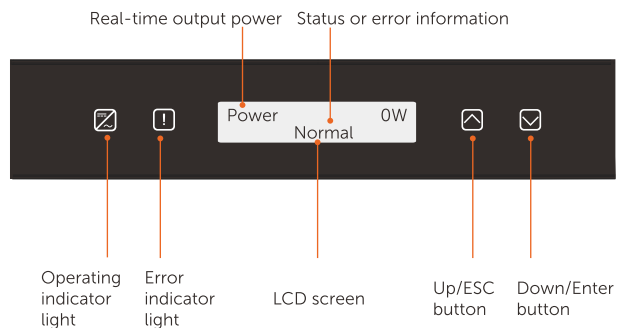 Real-time output power
Status or error information
Power 0W
Normal
Operating
indicator
light
Error
indicator
light
LCD screen
Up/ESC
button
Down/Enter
button